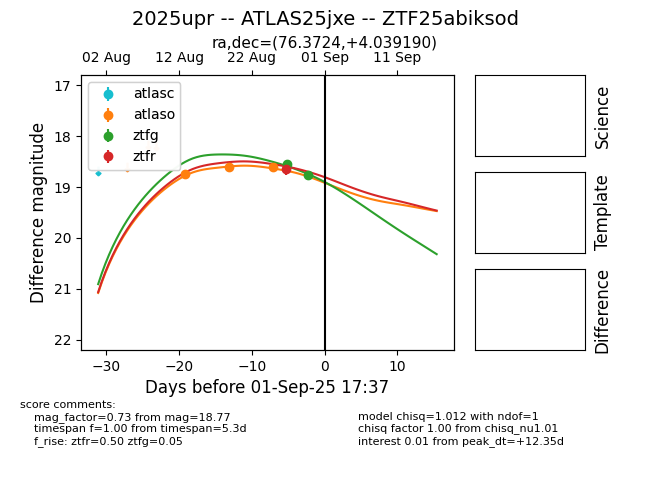 2025upr -- ATLAS25jxe -- ZTF25abiksod
ra,dec=(76.3724,+4.039190)
02 Aug 12 Aug 22 Aug 01 Sep 11 Sep
atlasc
atlaso
ztfg
ztfr
Difference magnitude
17
18
19
20
21
22
−30 −20 −10 0 10
Days before 01-Sep-25 17:37
Science
Template
Difference
score comments:
mag_factor=0.73 from mag=18.77
timespan f=1.00 from timespan=5.3d
f_rise: ztfr=0.50 ztfg=0.05
model chisq=1.012 with ndof=1
chisq factor 1.00 from chisq_nu1.01
interest 0.01 from peak_dt=+12.35d